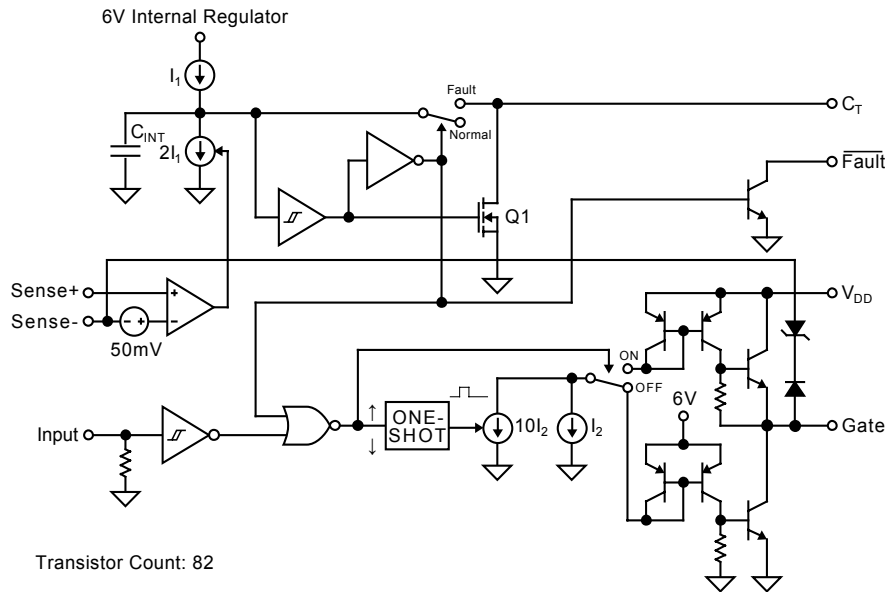 6V Internal Regulator
I1
Fault
CT
Normal
CINT
2I1
Fault
Q1
Sense+
Sense-
50mV
VDD
ON
OFF
6V
Input
ONE-
SHOT
10I2
I2
Gate
Transistor Count: 82